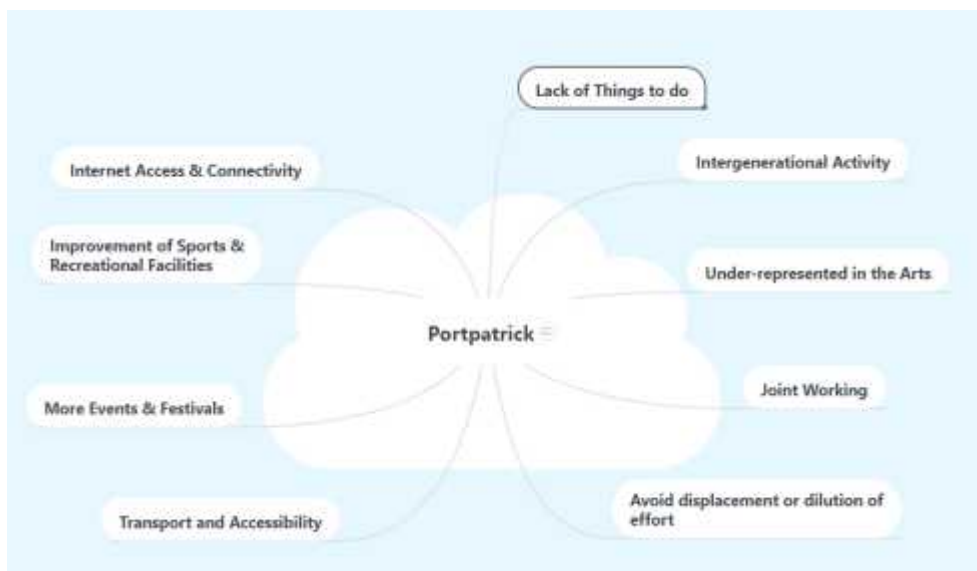 Lack of Things to do
Internet Access & Connectivity
Intergenerational Activity
Improvement of Sports &
Recreational Facilities
Under-represented in the Arts
Portpatrick
Joint Working
More Events & Festivals
Avoid displacement or dilution of
effort
Transport and Accessibility